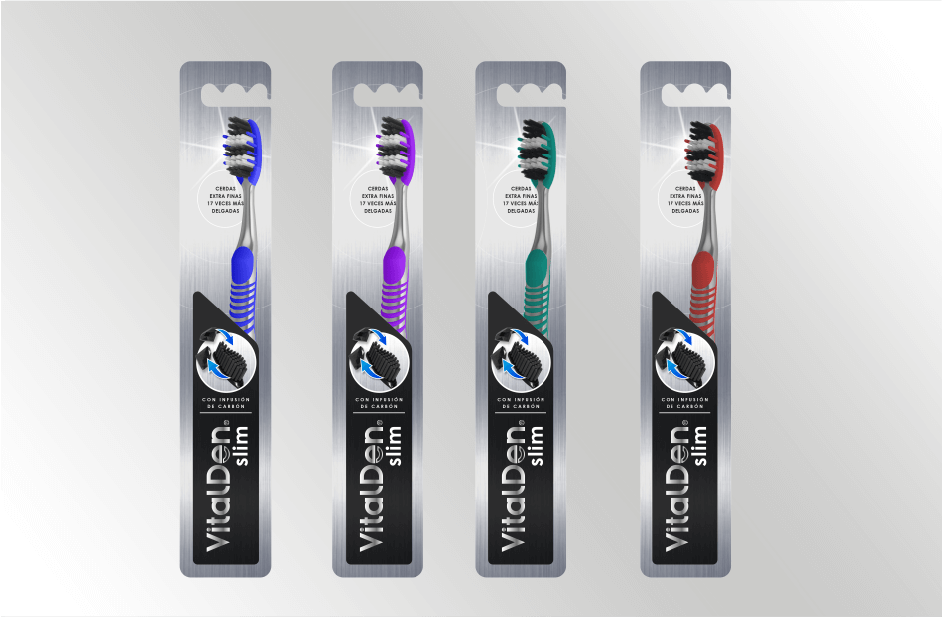 CERDAS
EXTRA FINAS
17 VECES MÁS
DELGADAS
CON INFUSIÓN
DE CARBÓN
VitalDen®
slim
CERDAS
EXTRA FINAS
17 VECES MÁS
DELGADAS
CON INFUSIÓN
DE CARBÓN
VitalDen®
slim
CERDAS
EXTRA FINAS
17 VECES MÁS
DELGADAS
CON INFUSIÓN
DE CARBÓN
VitalDen®
slim
CERDAS
EXTRA FINAS
17 VECES MÁS
DELGADAS
CON INFUSIÓN
DE CARBÓN
VitalDen®
slim